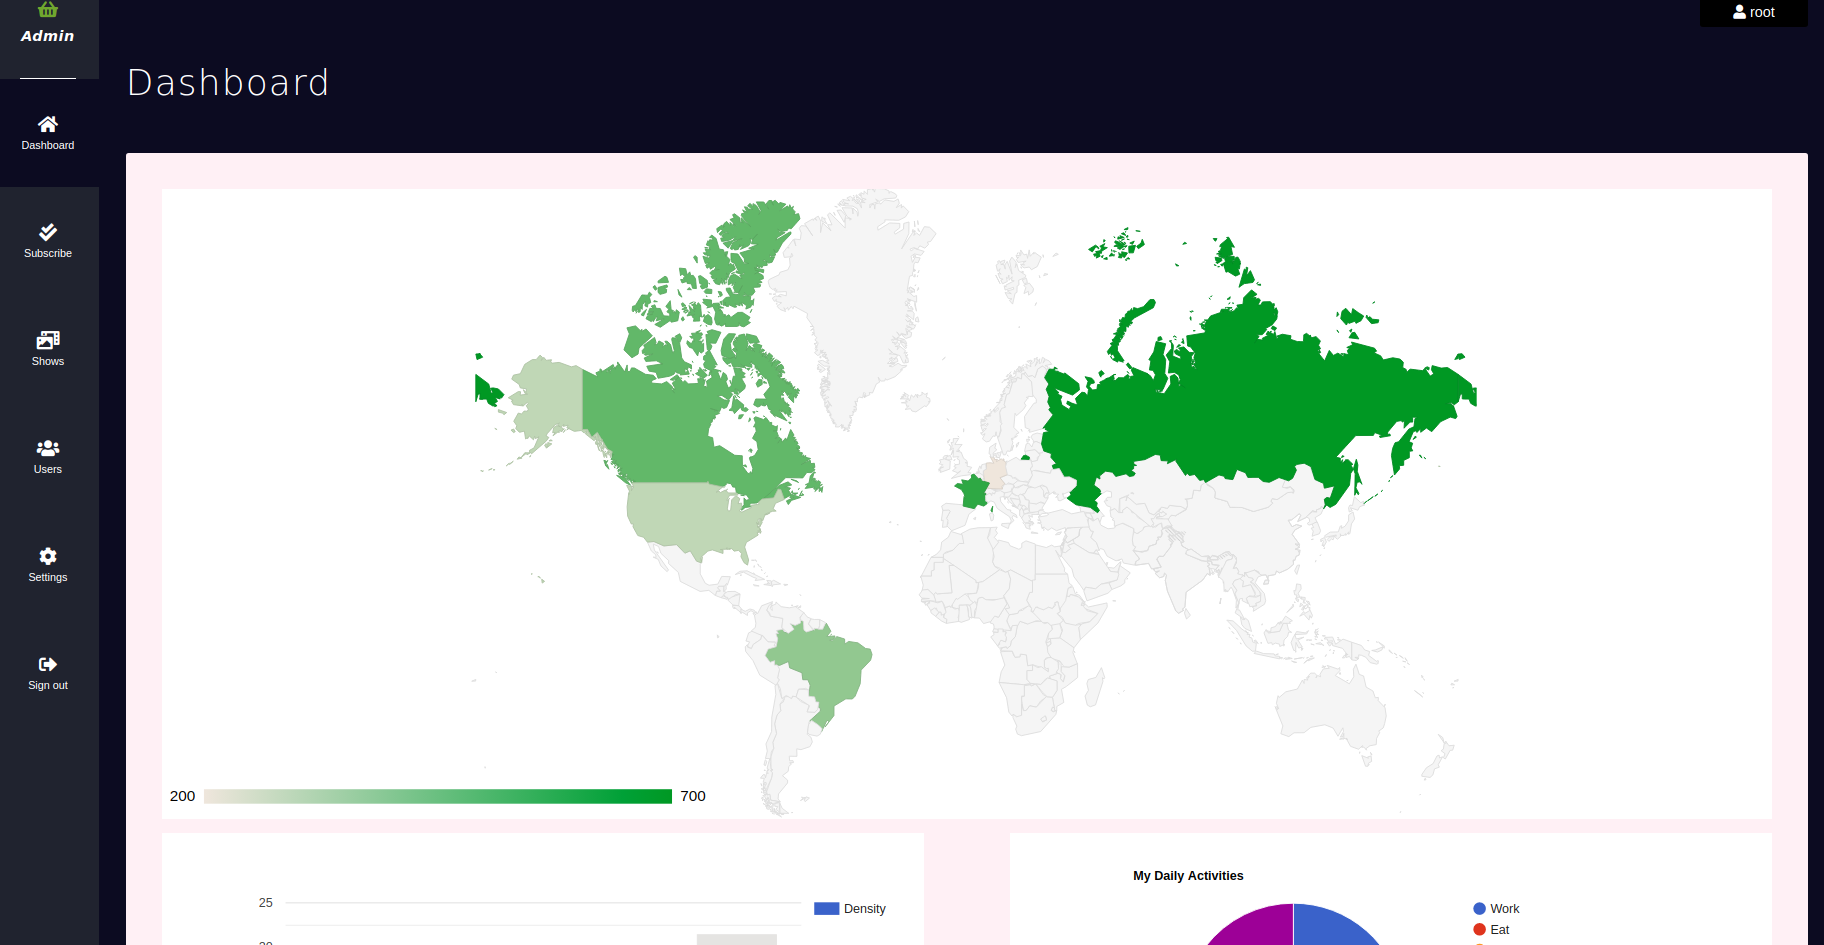 Admin
root
Dashboard
Dashboard
Subscribe
Shows
Users
Settings
Sign out
200
700
25
Density
My Daily Activities
Work
Eat